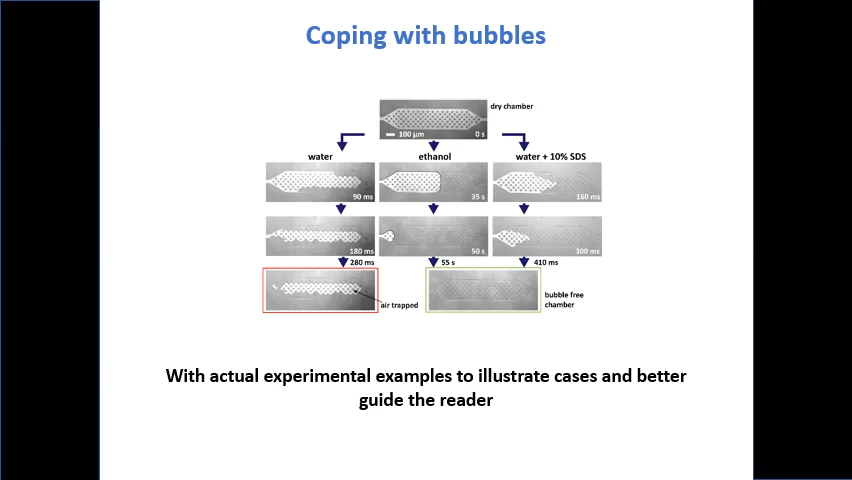 Coping with bubbles
dry chamber
100 µm
0 s
water
ethanol
water + 10% SDS
90 ms
35 s
160 ms
180 ms
50 s
300 ms
280 ms
55 s
410 ms
air trapped
bubble free
chamber
With actual experimental examples to illustrate cases and better
guide the reader